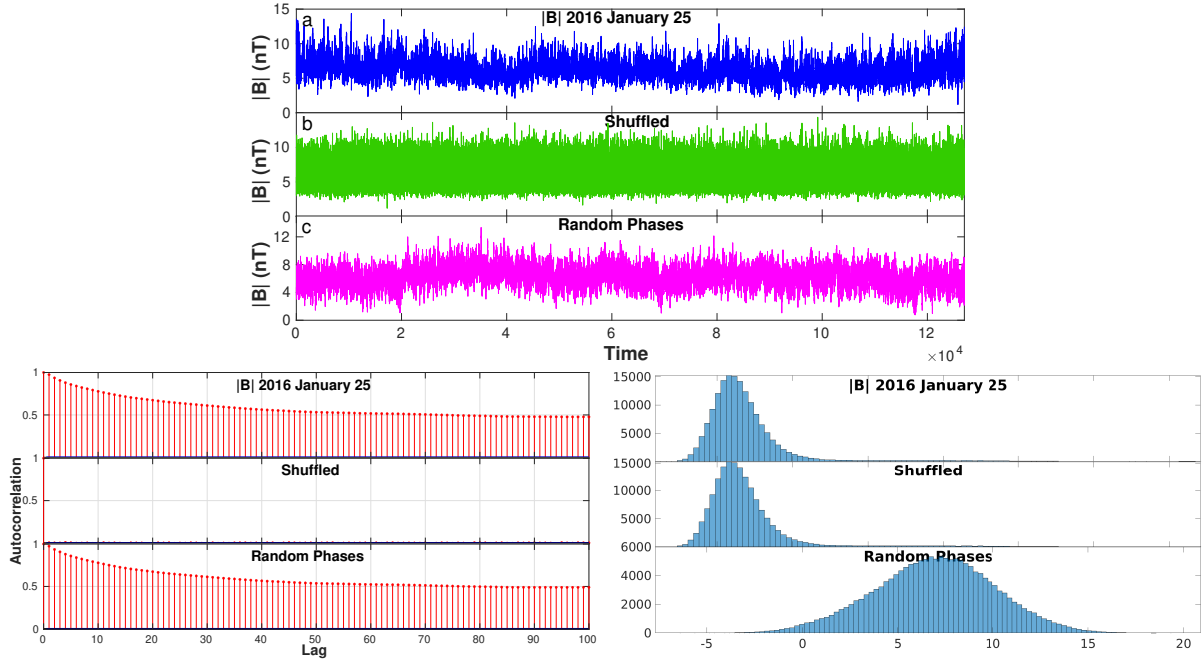 a
|B| 2016 January 25
15
10
5
0
|B| (nT)
b
Shuffled
10
5
0
|B| (nT)
c
Random Phases
12
8
4
0
|B| (nT)
0 2 4 6 8 10 12
Time
×10⁴
|B| 2016 January 25
1
0.5
1
Shuffled
0.5
1
Random Phases
0.5
0
Autocorrelation
0 10 20 30 40 50 60 70 80 90 100
Lag
|B| 2016 January 25
15000
10000
5000
15000
Shuffled
10000
5000
6000
Random Phases
4000
2000
0
-5 0 5 10 15 20